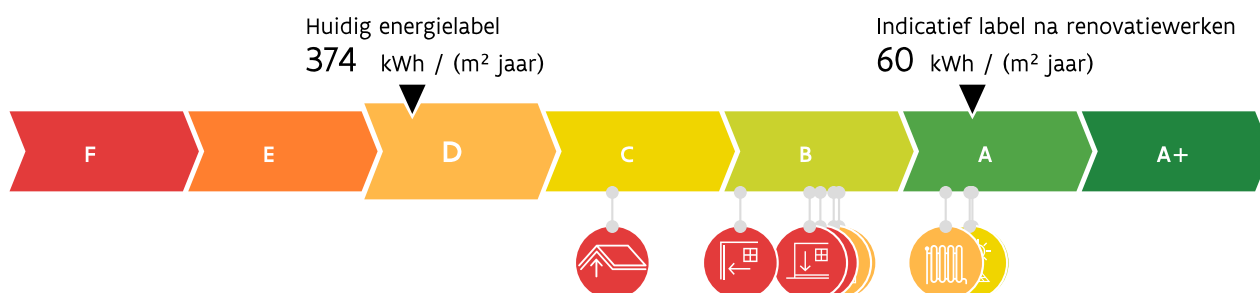 Huidig energielabel
374 kWh / (m² jaar)
Indicatief label na renovatiewerken
60 kWh / (m² jaar)
F E D C B A A+